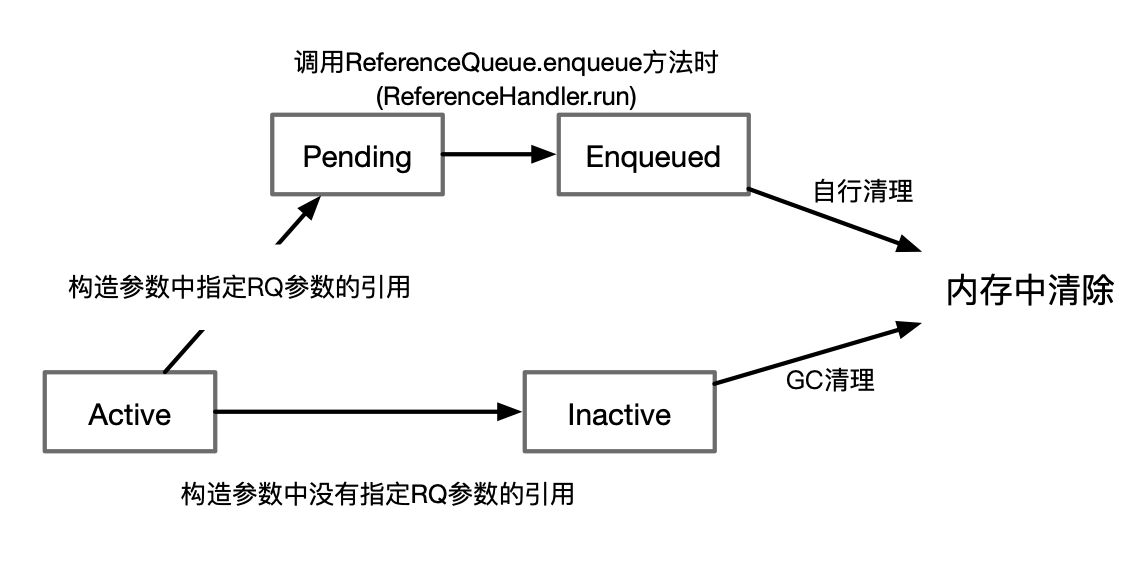 调用ReferenceQueue.enqueue方法时
(ReferenceHandler.run)
Pending
Enqueued
自行清理
构造参数中指定RQ参数的引用
内存中清除
GC清理
Active
Inactive
构造参数中没有指定RQ参数的引用